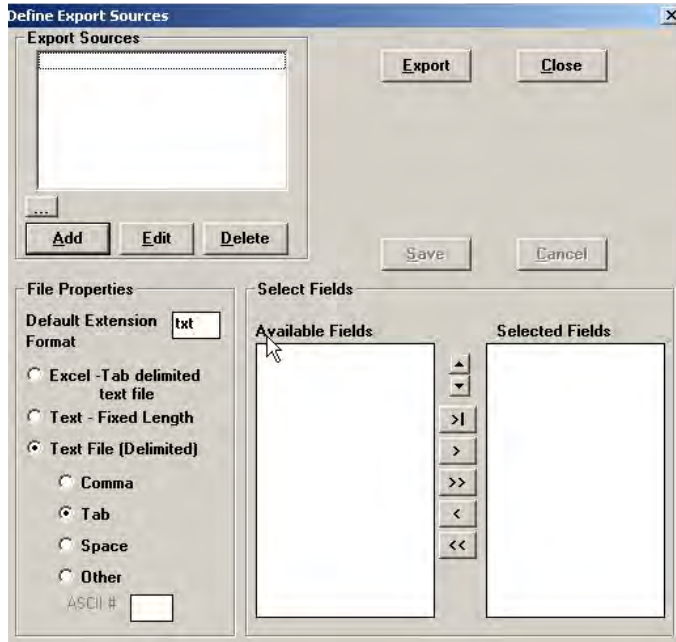 Define Export Sources
Export Sources
Export
Close
...
Add
Edit
Delete
Save
Cancel
File Properties
Default Extension
txt
Format
Excel -Tab delimited
text file
Text - Fixed Length
Text File (Delimited)
Comma
Tab
Space
Other
ASCII #
Select Fields
Available Fields
Selected Fields
>|
>
>>
<
<<